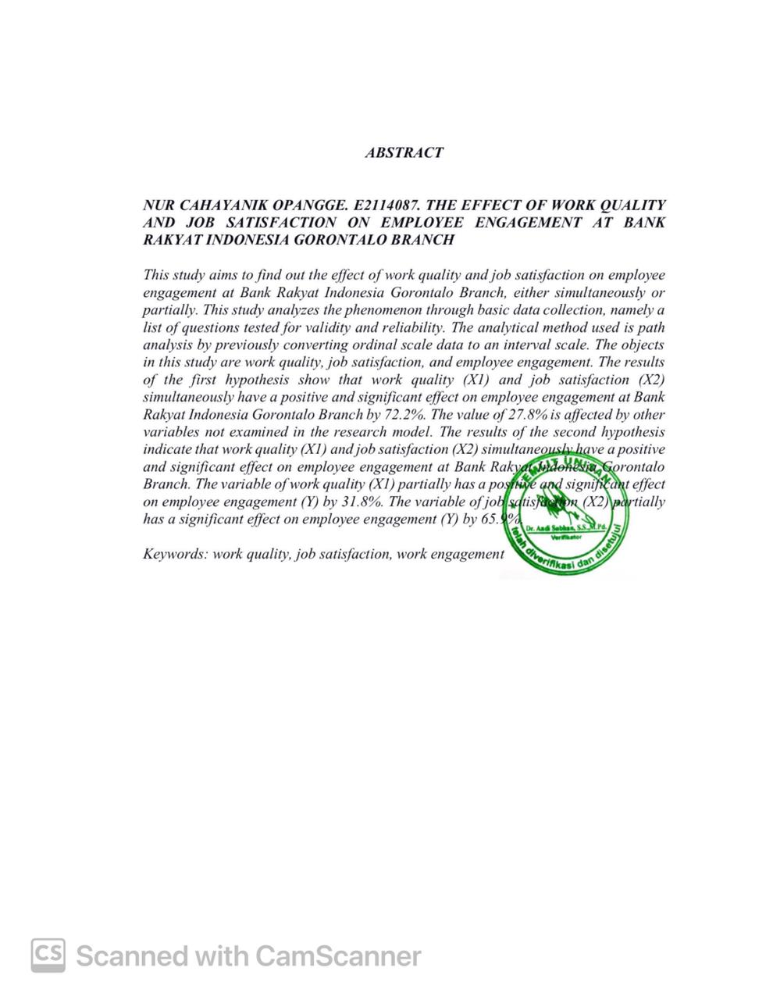 ABSTRACT
NUR CAHAYANIK OPANGGE. E2114087. THE EFFECT OF WORK QUALITY
AND JOB SATISFACTION ON EMPLOYEE ENGAGEMENT AT BANK
RAKYAT INDONESIA GORONTALO BRANCH
This study aims to find out the effect of work quality and job satisfaction on employee
engagement at Bank Rakyat Indonesia Gorontalo Branch, either simultaneously or
partially. This study analyzes the phenomenon through basic data collection, namely a
list of questions tested for validity and reliability. The analytical method used is path
analysis by previously converting ordinal scale data to an interval scale. The objects
in this study are work quality, job satisfaction, and employee engagement. The results
of the first hypothesis show that work quality (X1) and job satisfaction (X2)
simultaneously have a positive and significant effect on employee engagement at Bank
Rakyat Indonesia Gorontalo Branch by 72.2%. The value of 27.8% is affected by other
variables not examined in the research model. The results of the second hypothesis
indicate that work quality (X1) and job satisfaction (X2) simultaneously have a positive
and significant effect on employee engagement at Bank Rakyat Indonesia Gorontalo
Branch. The variable of work quality (X1) partially has a positive and significant effect
on employee engagement (Y) by 31.8%. The variable of job satisfaction (X2) partially
has a significant effect on employee engagement (Y) by 65.9%.
Keywords: work quality, job satisfaction, work engagement
UNISAN
Dr. Andi Sabhan, S.S., M.Pd.
Verifikator
telah diverifikasi dan disetujui
CS Scanned with CamScanner